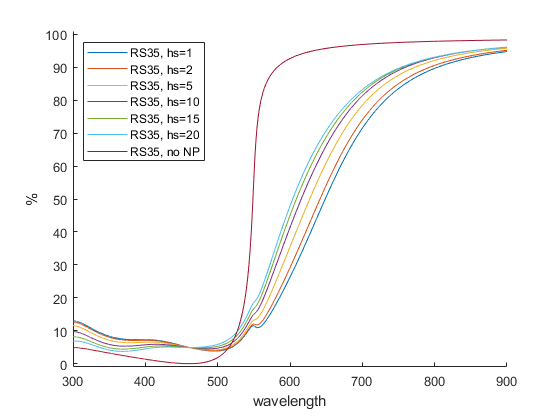 100
90
80
70
60
50
40
30
20
10
0
%
RS35, hs=1
RS35, hs=2
RS35, hs=5
RS35, hs=10
RS35, hs=15
RS35, hs=20
RS35, no NP
300 400 500 600 700 800 900
wavelength